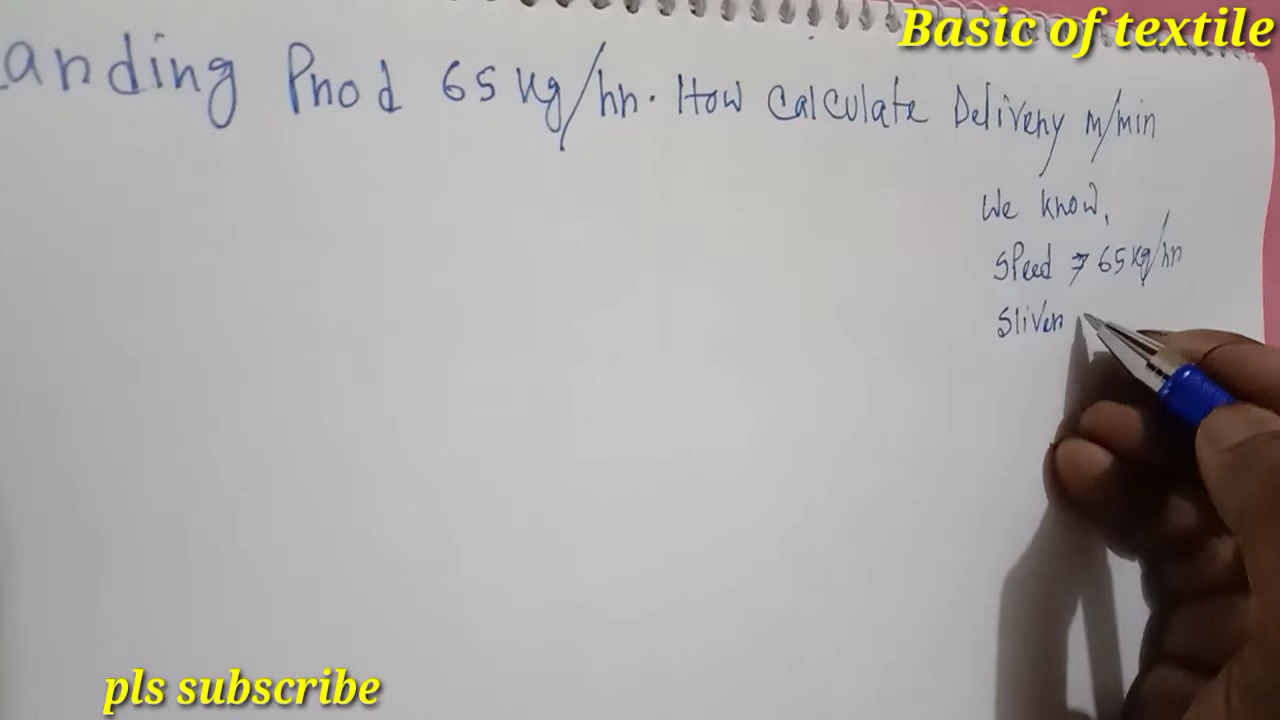 Basic of textile
anding Prod 65 kg/hr. How Calculate Delivery m/min
We know,
Speed = 65 kg/hr
Sliver
pls subscribe